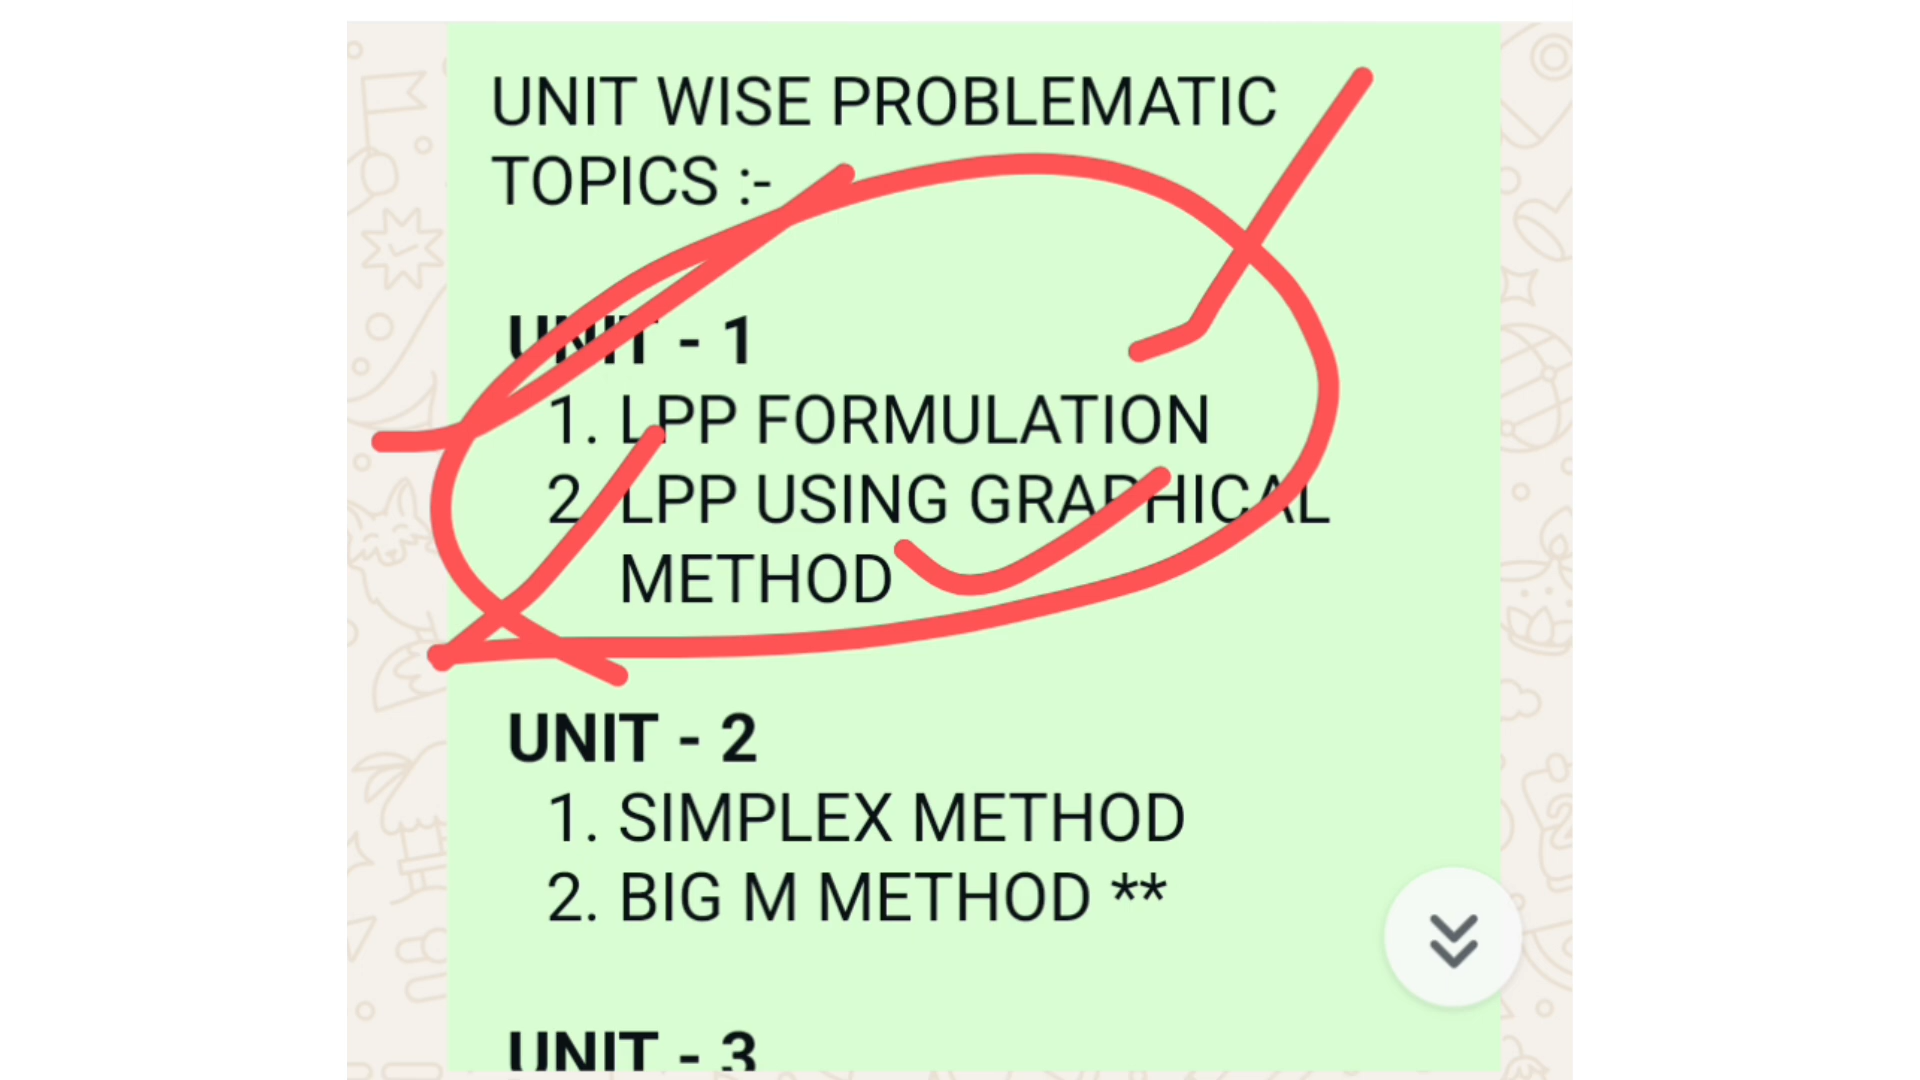 UNIT WISE PROBLEMATIC
TOPICS :-
UNIT - 1
1. LPP FORMULATION
2. LPP USING GRAPHICAL
METHOD
UNIT - 2
1. SIMPLEX METHOD
2. BIG M METHOD **
UNIT - 3